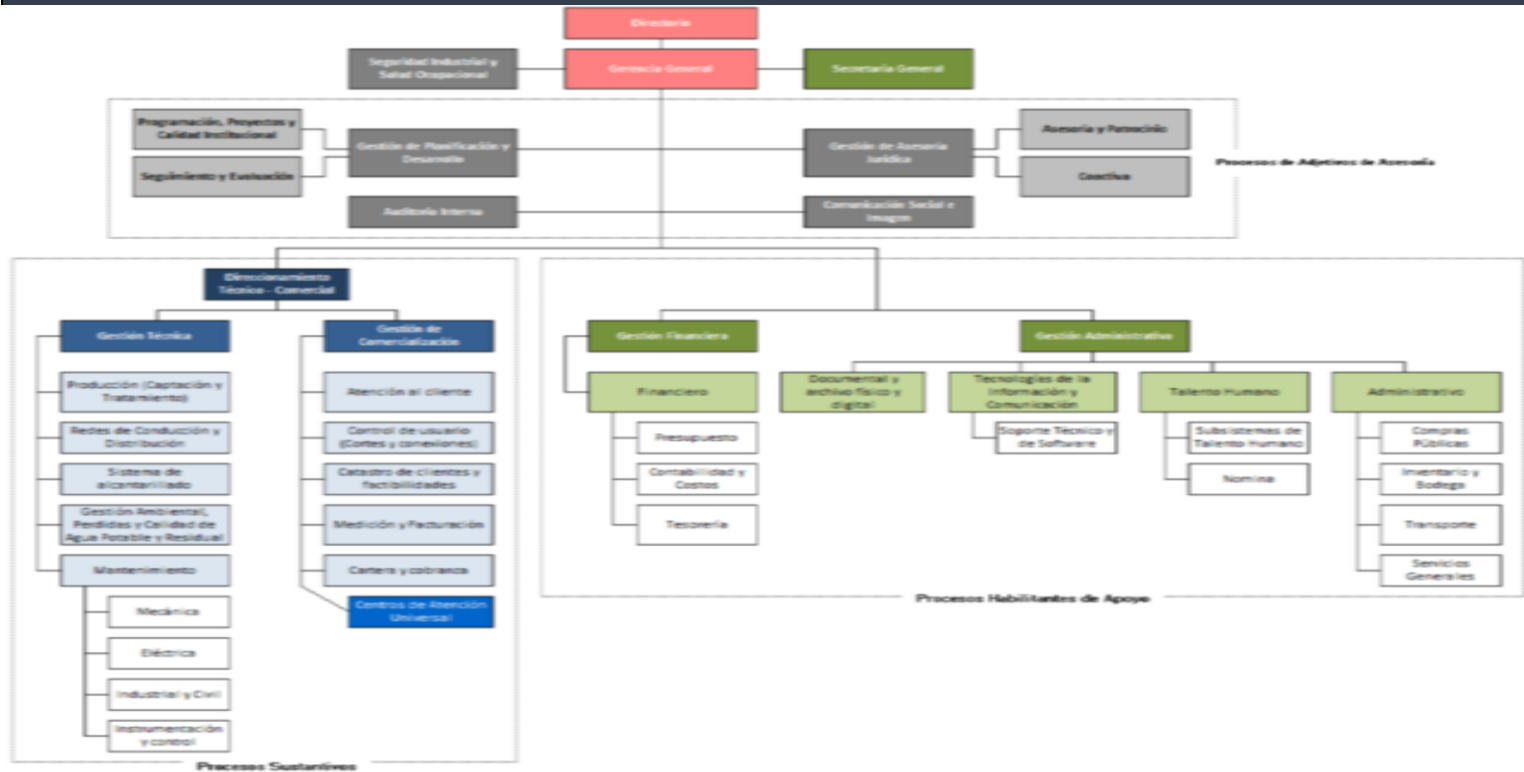 Directorio
Seguridad Industrial y
Salud Ocupacional
Gerencia General
Secretaría General
Programación, Proyectos y
Calidad Institucional
Seguimiento y Evaluación
Gestión de Planificación y
Desarrollo
Gestión de Asesoría
Jurídica
Asesoría y Patrocinio
Coactiva
Procesos de Adjetivos de Asesoría
Auditoría Interna
Comunicación Social e
Imagen
Direccionamiento
Técnico - Comercial
Gestión Técnica
Producción (Captación y
Tratamiento)
Redes de Conducción y
Distribución
Sistema de
alcantarillado
Gestión Ambiental,
Perdidas y Calidad de
Agua Potable y Residual
Mantenimiento
Mecánica
Eléctrica
Industrial y Civil
Instrumentación
y control
Gestión de
Comercialización
Atención al cliente
Control de usuario
(Cortes y conexiones)
Catastro de clientes y
factibilidades
Medición y Facturación
Cartera y cobranza
Centros de Atención
Universal
Procesos Sustantivos
Gestión Financiera
Financiero
Presupuesto
Contabilidad y
Costos
Tesorería
Gestión Administrativa
Documental y
archivo físico y
digital
Tecnologías de la
Información y
Comunicación
Soporte Técnico y
de Software
Talento Humano
Subsistemas de
Talento Humano
Nomina
Administrativo
Compras
Públicas
Inventario y
Bodega
Transporte
Servicios
Generales
Procesos Habilitantes de Apoyo